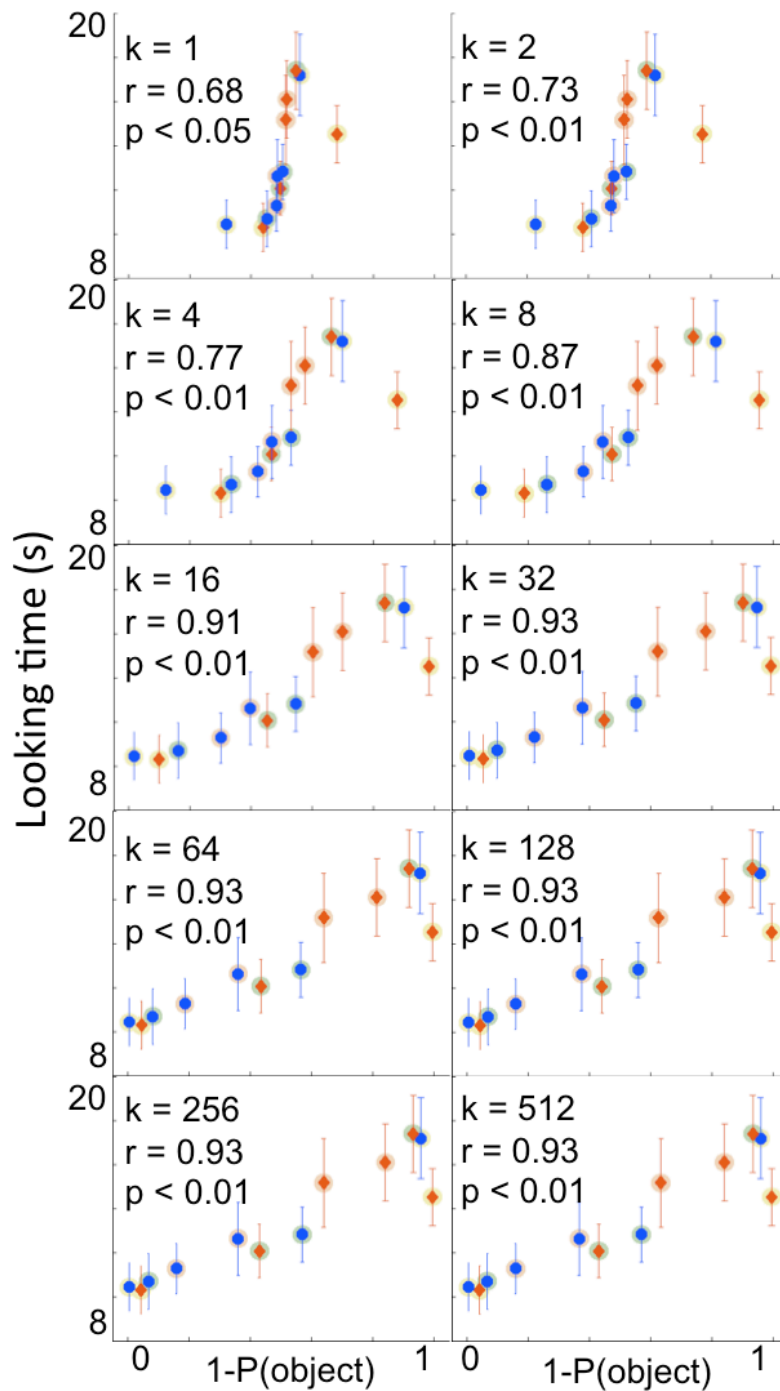 Looking time (s)
20
8
k = 1
r = 0.68
p < 0.05
k = 2
r = 0.73
p < 0.01
20
8
k = 4
r = 0.77
p < 0.01
k = 8
r = 0.87
p < 0.01
20
8
k = 16
r = 0.91
p < 0.01
k = 32
r = 0.93
p < 0.01
20
8
k = 64
r = 0.93
p < 0.01
k = 128
r = 0.93
p < 0.01
20
8
k = 256
r = 0.93
p < 0.01
k = 512
r = 0.93
p < 0.01
0 1-P(object) 1
0 1-P(object) 1